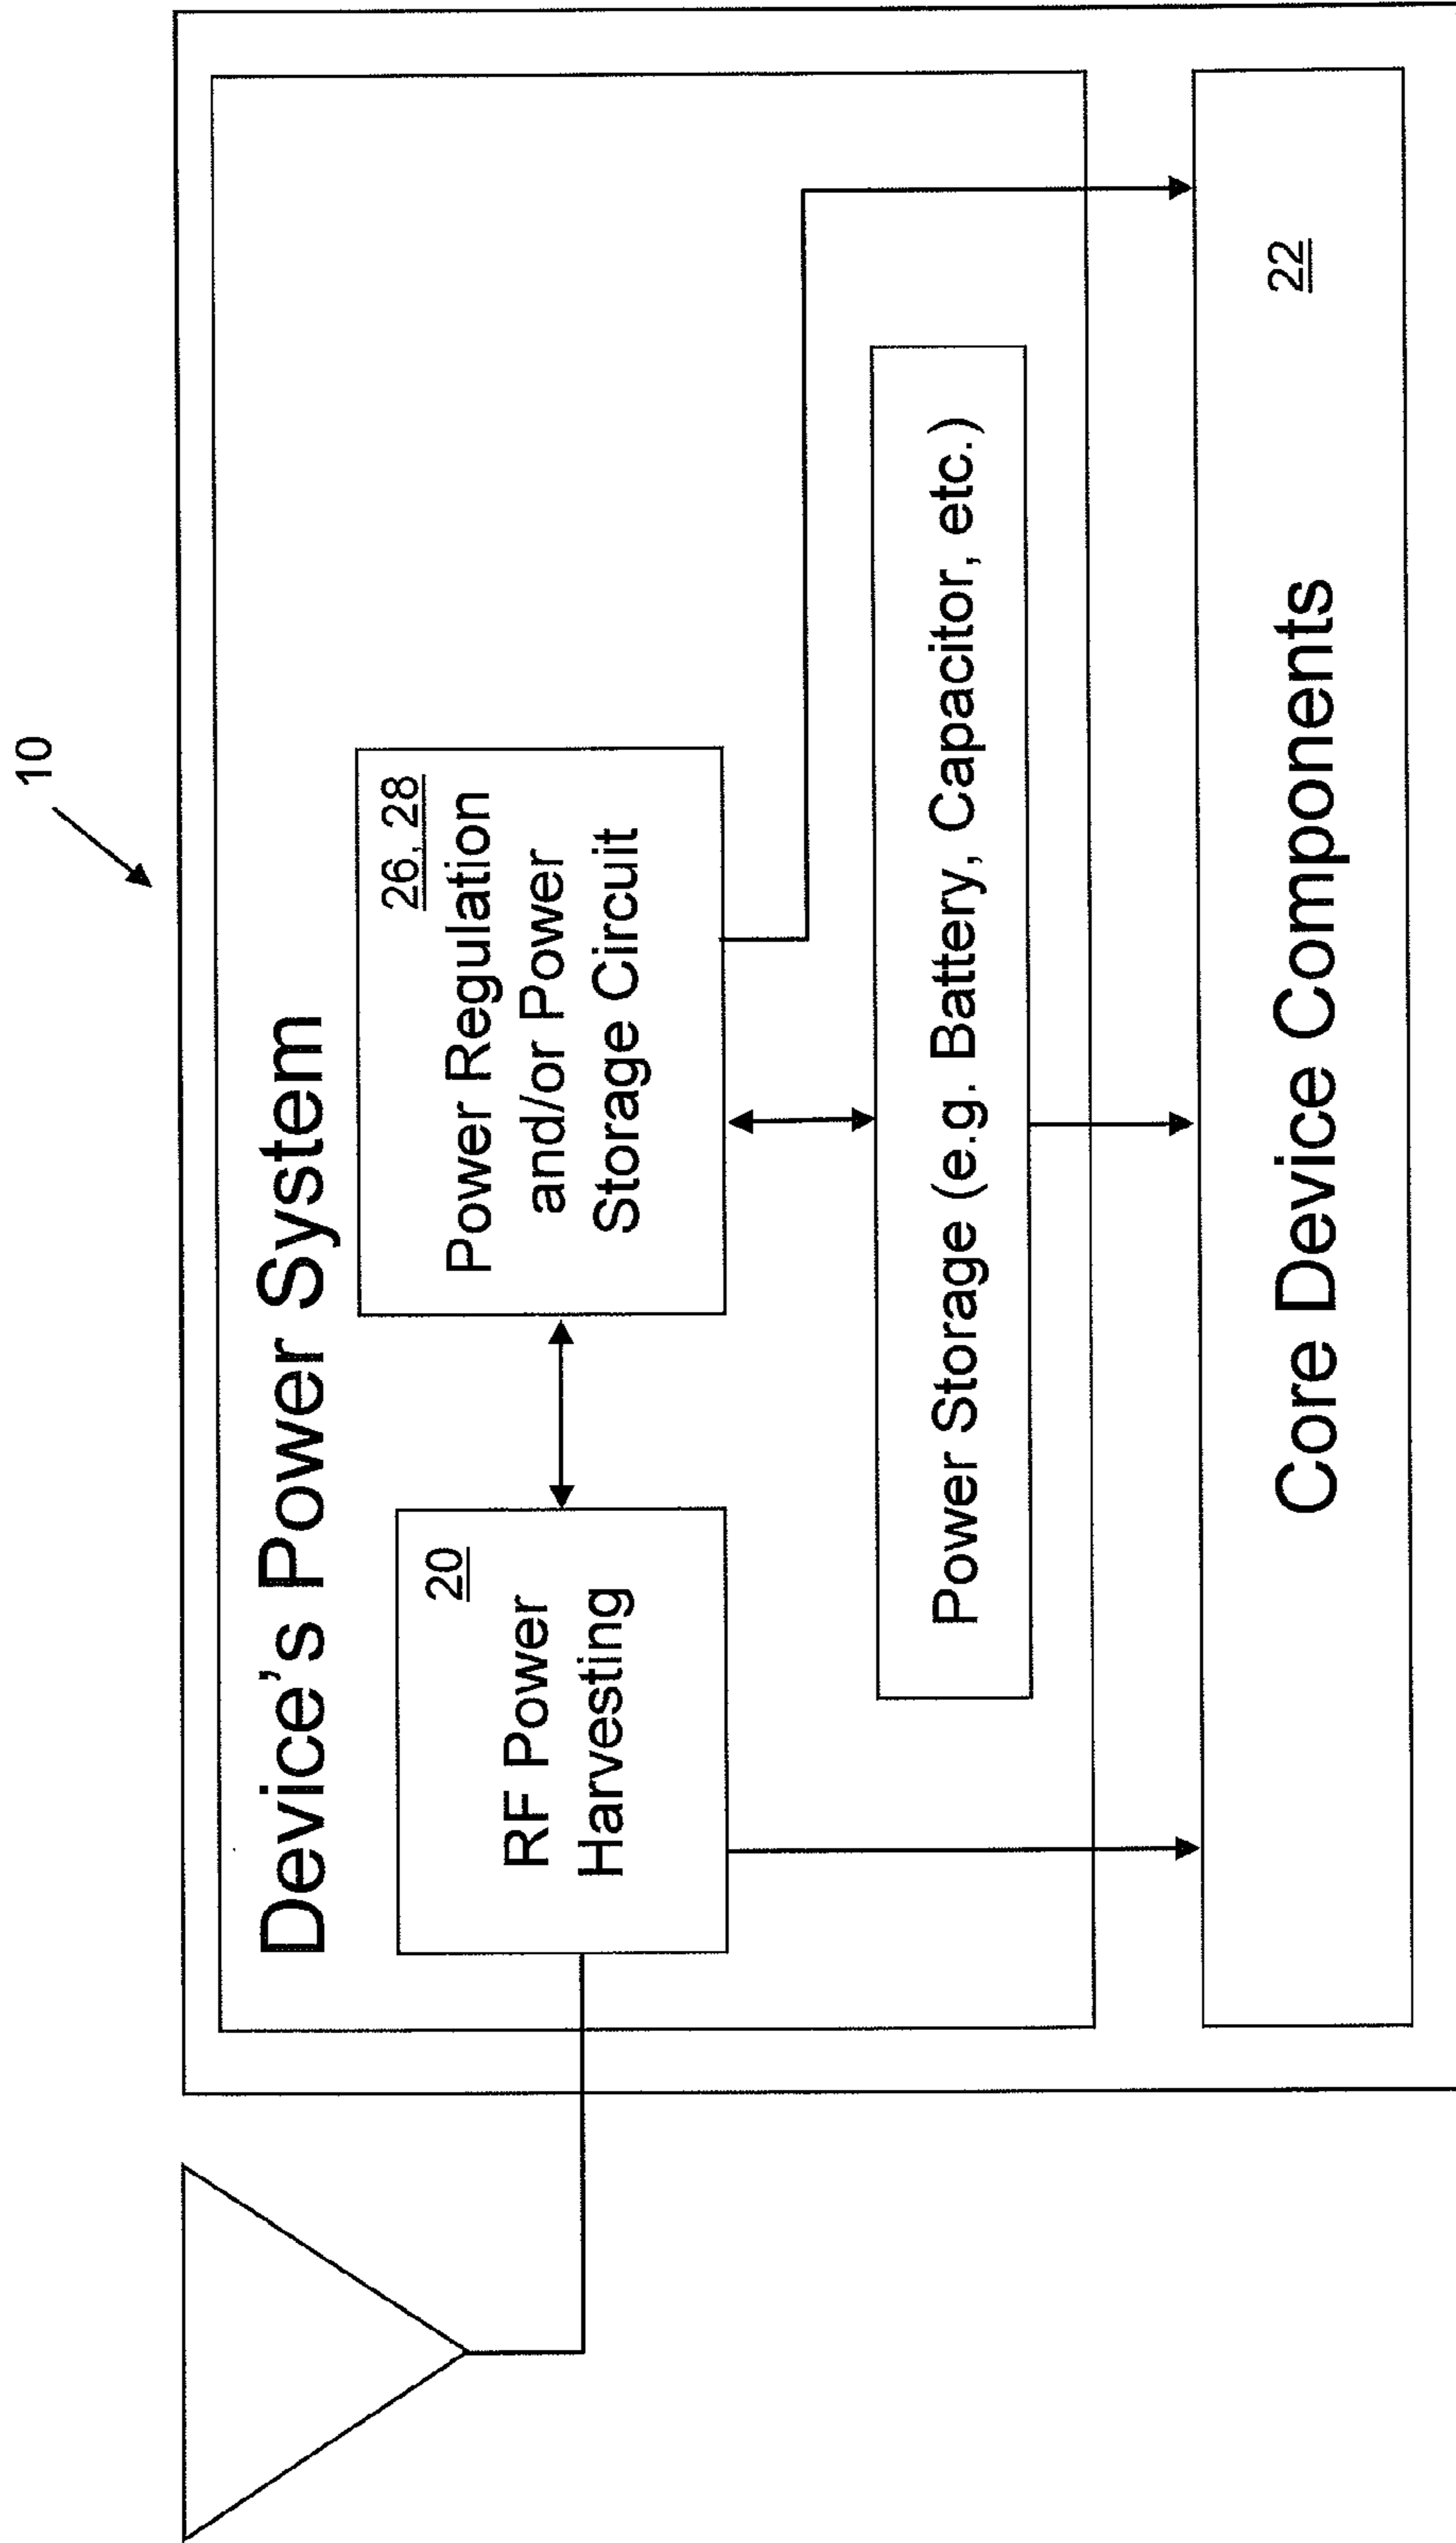 10
Device's Power System
20
RF Power
Harvesting
26, 28
Power Regulation
and/or Power
Storage Circuit
Power Storage (e.g. Battery, Capacitor, etc.)
Core Device Components
22